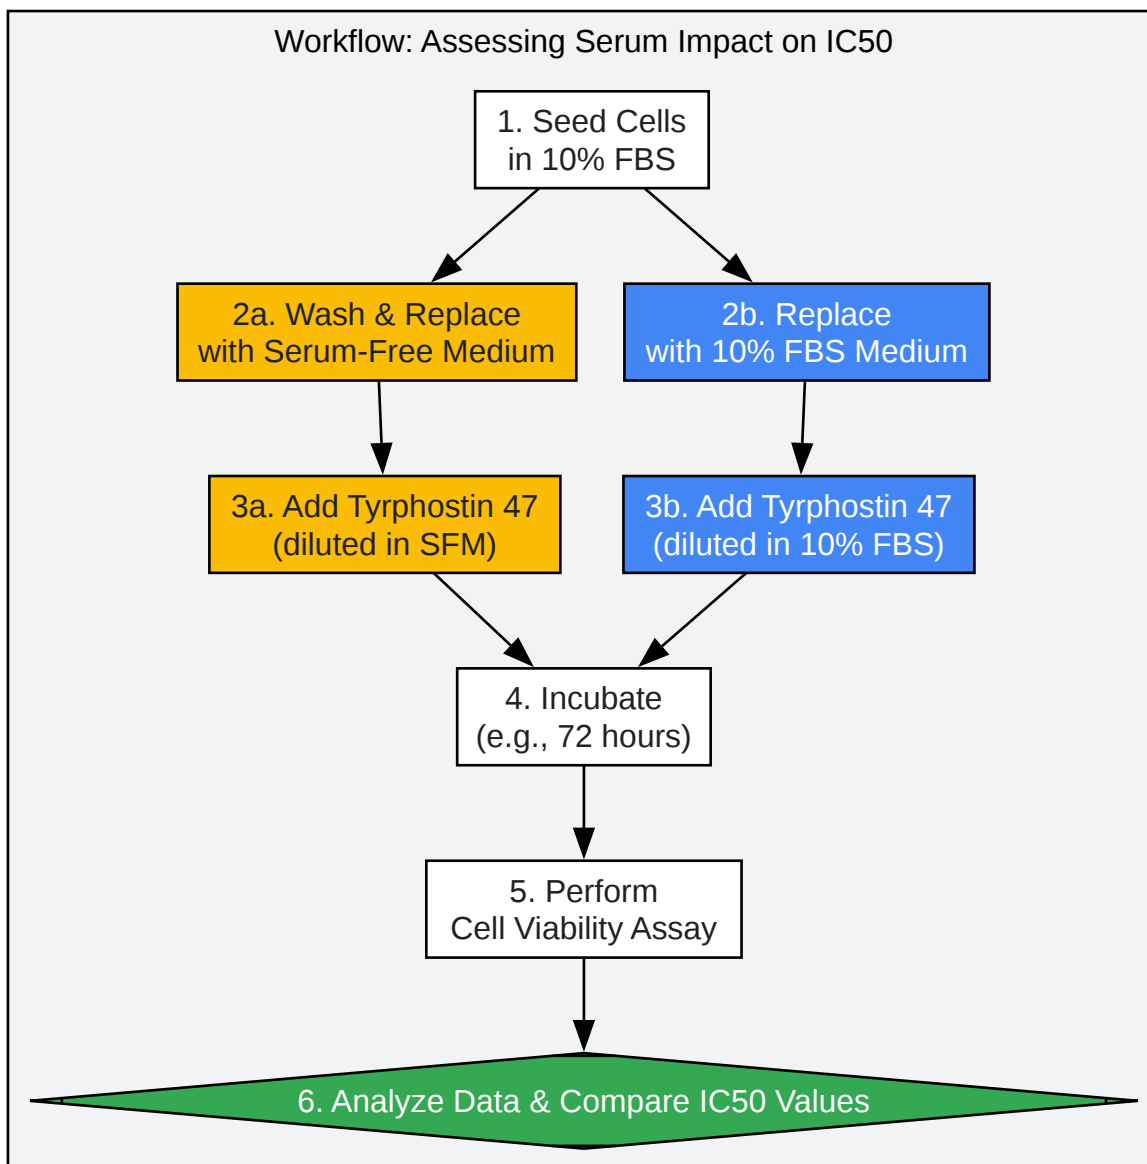 Workflow: Assessing Serum Impact on IC50
1. Seed Cells
in 10% FBS
2a. Wash & Replace
with Serum-Free Medium
2b. Replace
with 10% FBS Medium
3a. Add Tyrphostin 47
(diluted in SFM)
3b. Add Tyrphostin 47
(diluted in 10% FBS)
4. Incubate
(e.g., 72 hours)
5. Perform
Cell Viability Assay
6. Analyze Data & Compare IC50 Values